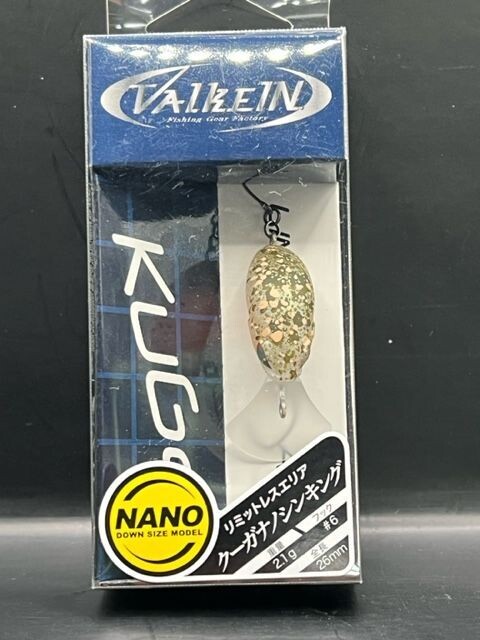 ValkeIN
Fishing Gear Factory
KUGa
NANO
DOWN SIZE MODEL
リミットレスエリア
クーガナノシンキング
重量
2.1g
フック
#6
全長
26mm